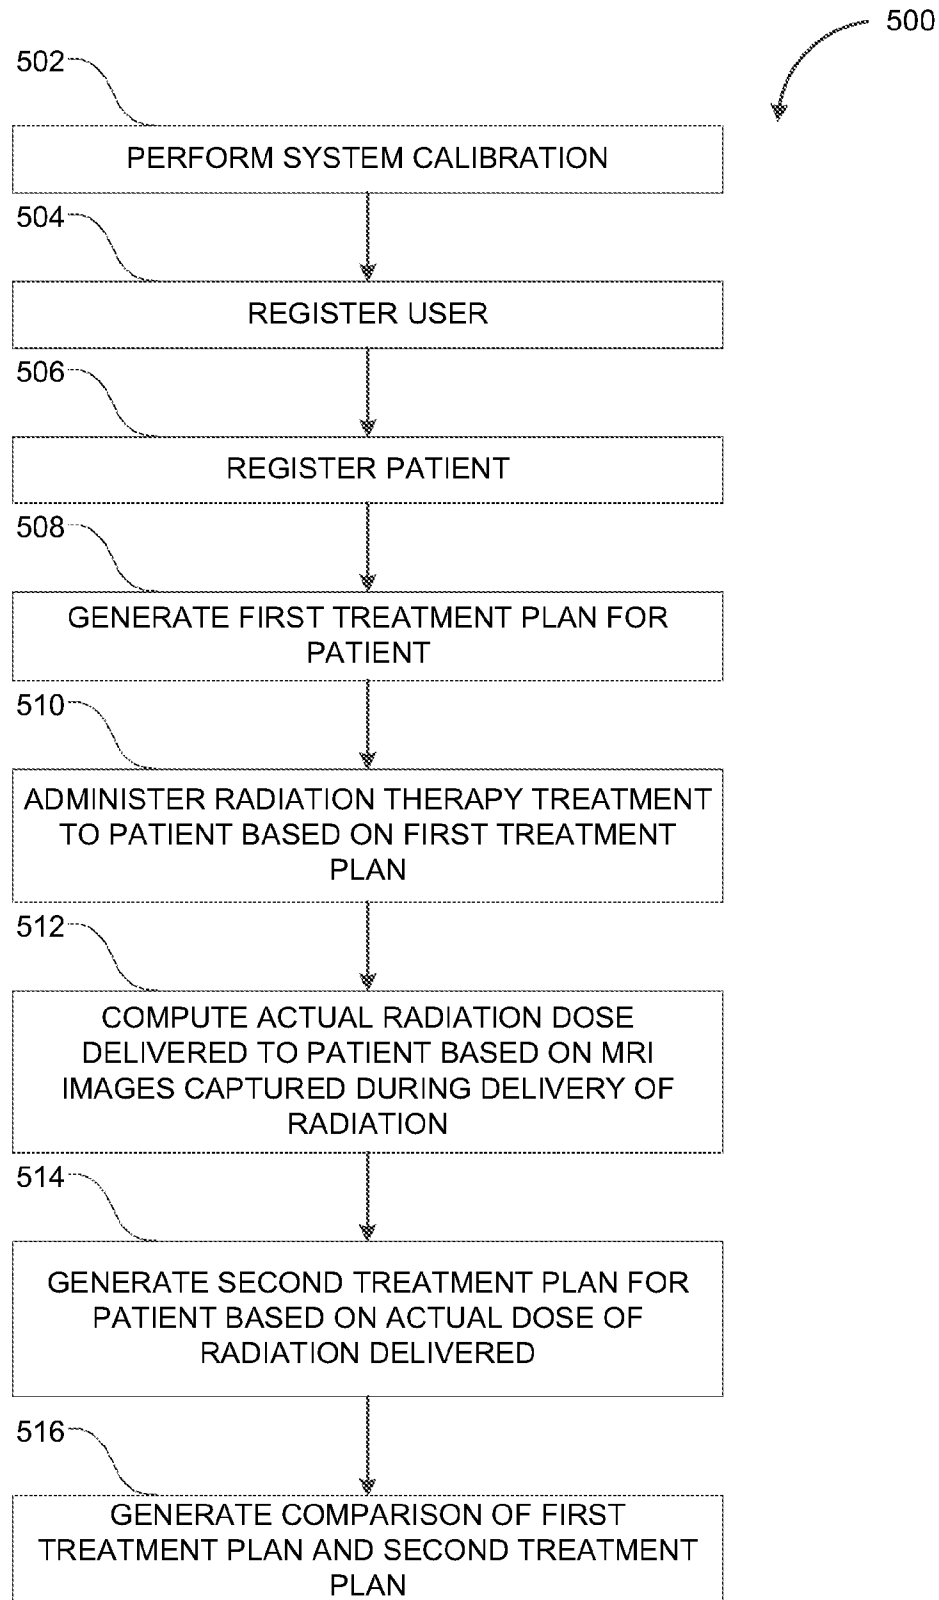 500
502
PERFORM SYSTEM CALIBRATION
504
REGISTER USER
506
REGISTER PATIENT
508
GENERATE FIRST TREATMENT PLAN FOR
PATIENT
510
ADMINISTER RADIATION THERAPY TREATMENT
TO PATIENT BASED ON FIRST TREATMENT
PLAN
512
COMPUTE ACTUAL RADIATION DOSE
DELIVERED TO PATIENT BASED ON MRI
IMAGES CAPTURED DURING DELIVERY OF
RADIATION
514
GENERATE SECOND TREATMENT PLAN FOR
PATIENT BASED ON ACTUAL DOSE OF
RADIATION DELIVERED
516
GENERATE COMPARISON OF FIRST
TREATMENT PLAN AND SECOND TREATMENT
PLAN